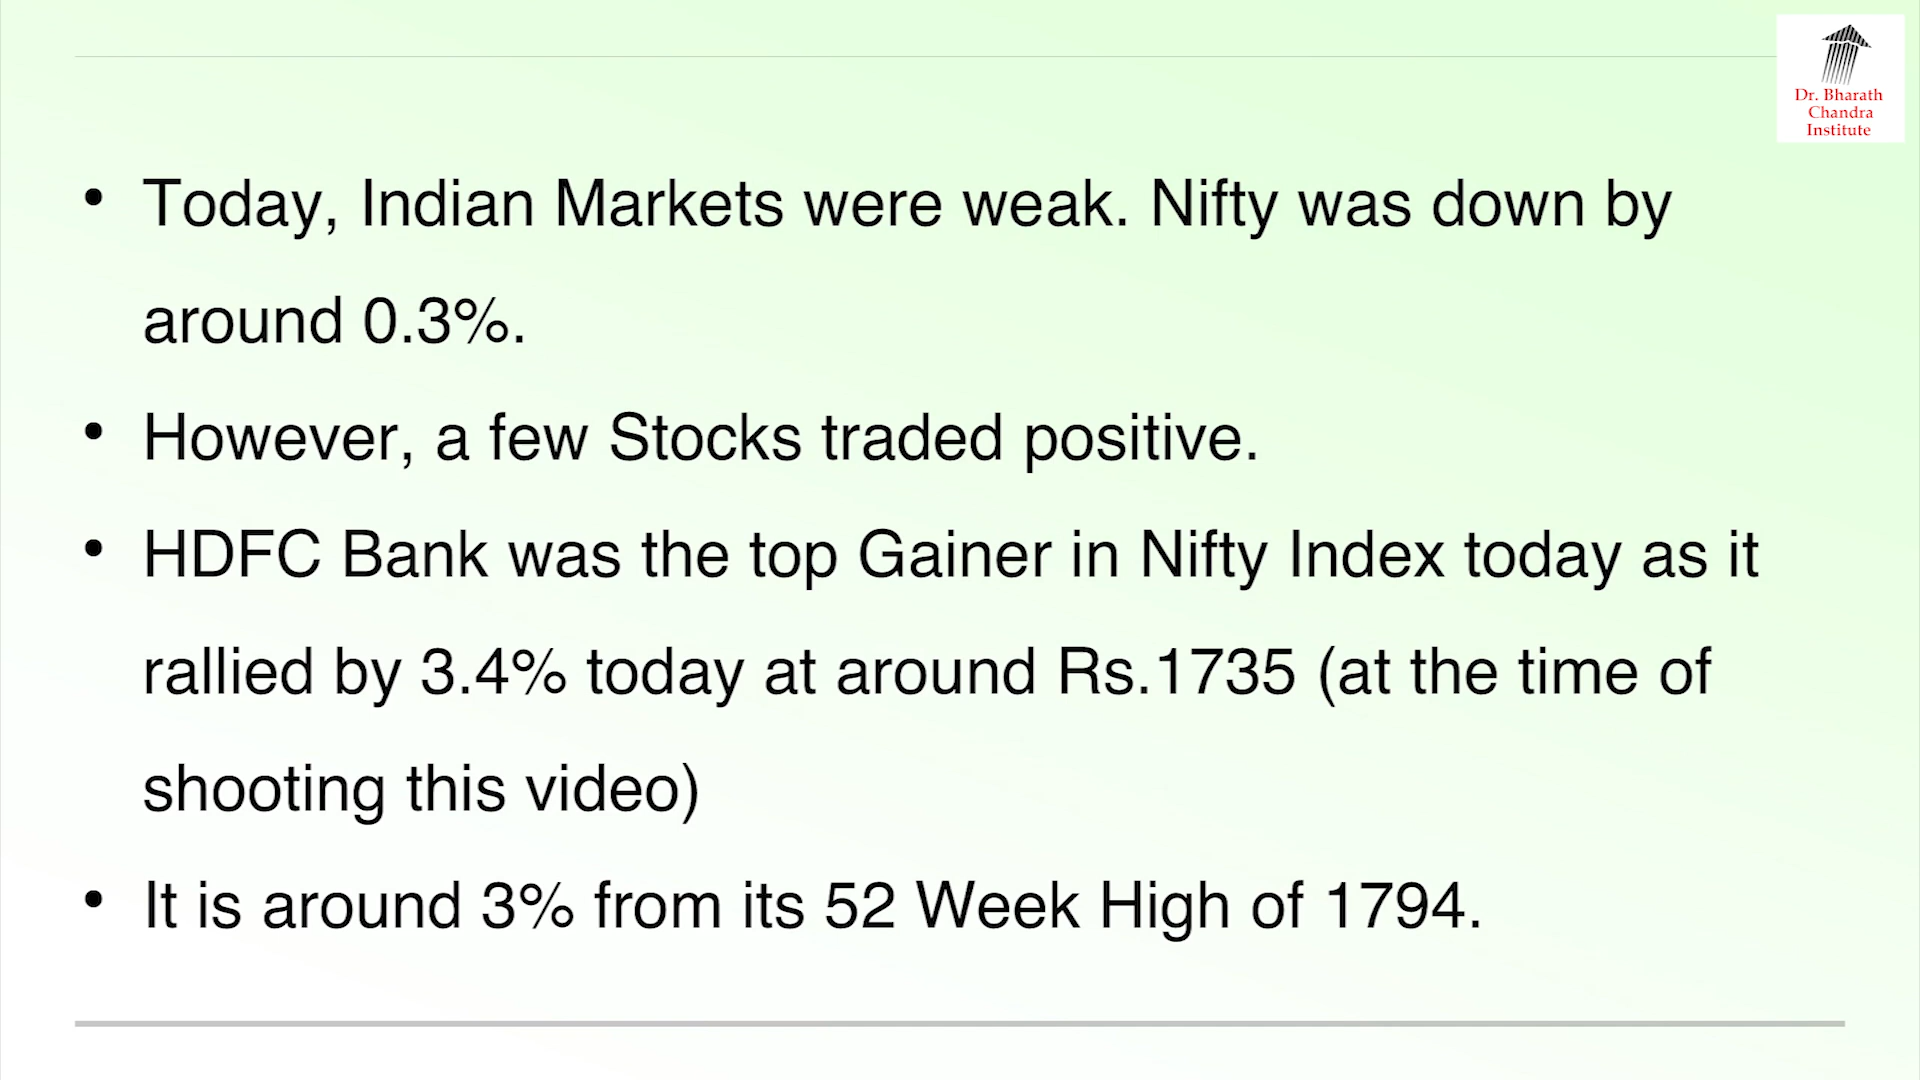 Dr. Bharath
Chandra
Institute
• Today, Indian Markets were weak. Nifty was down by
around 0.3%.
• However, a few Stocks traded positive.
• HDFC Bank was the top Gainer in Nifty Index today as it
rallied by 3.4% today at around Rs.1735 (at the time of
shooting this video)
• It is around 3% from its 52 Week High of 1794.